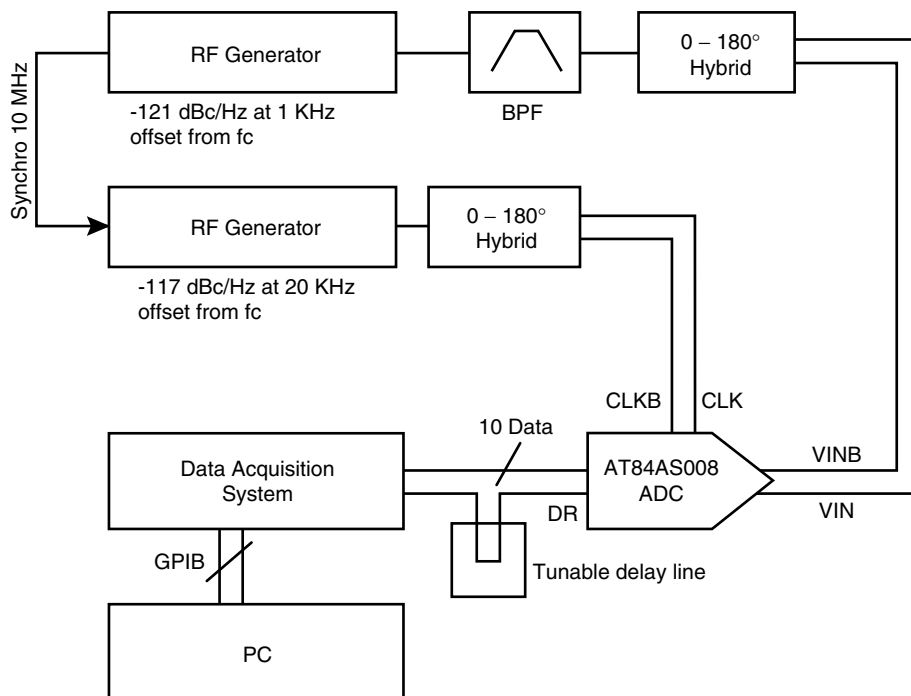 RF Generator
BPF
0 – 180°
Hybrid
-121 dBc/Hz at 1 KHz
offset from fc
Synchro 10 MHz
RF Generator
0 – 180°
Hybrid
-117 dBc/Hz at 20 KHz
offset from fc
CLKB
CLK
10 Data
Data Acquisition
System
AT84AS008
ADC
VINB
VIN
DR
GPIB
Tunable delay line
PC